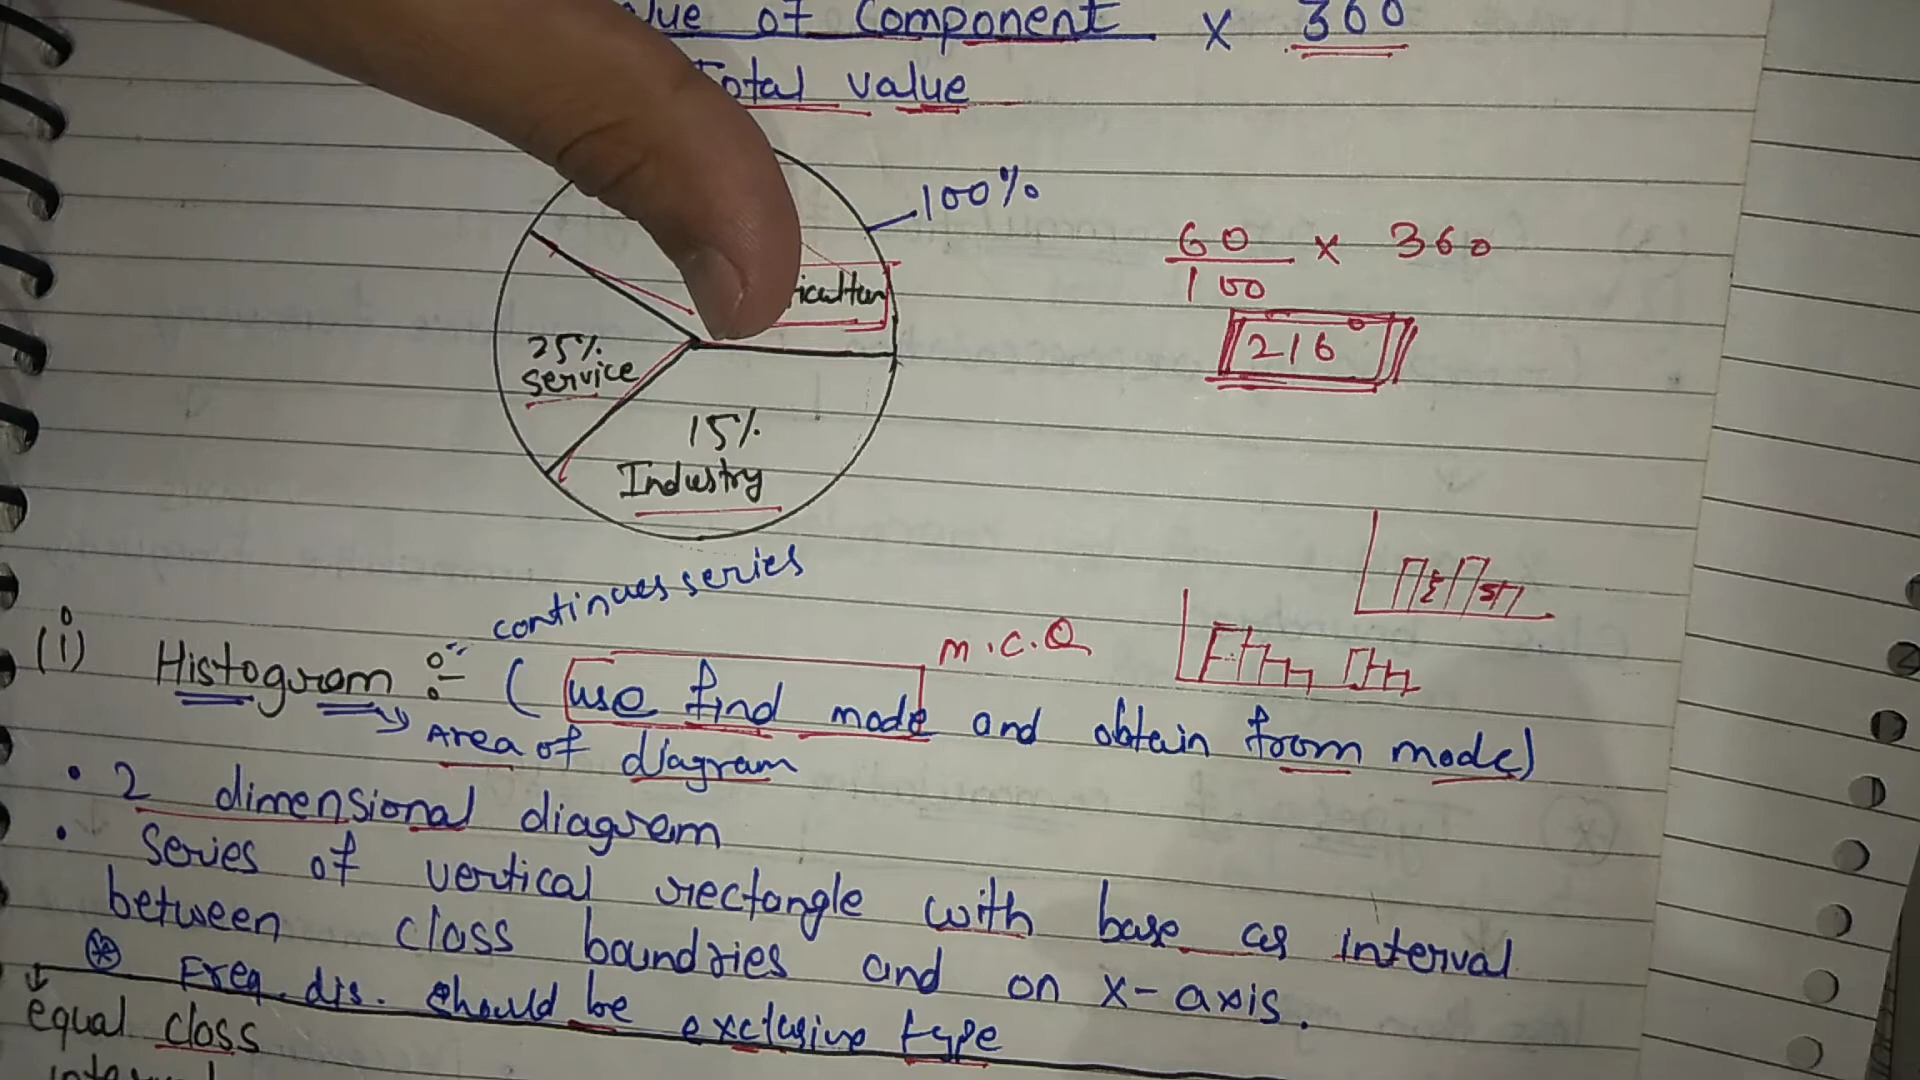 of Component × 360
Total value
100%
60 × 360
100
216
25%
Service
15%
Industry
continues series
(i) Histogram :- (use find mode and obtain from mode)
m.c.Q
Area of diagram
• 2 dimensional diagram
• Series of vertical rectangle with base as interval
between class boundries and on x-axis.
Freq. dis. should be exclusive type
equal class
2